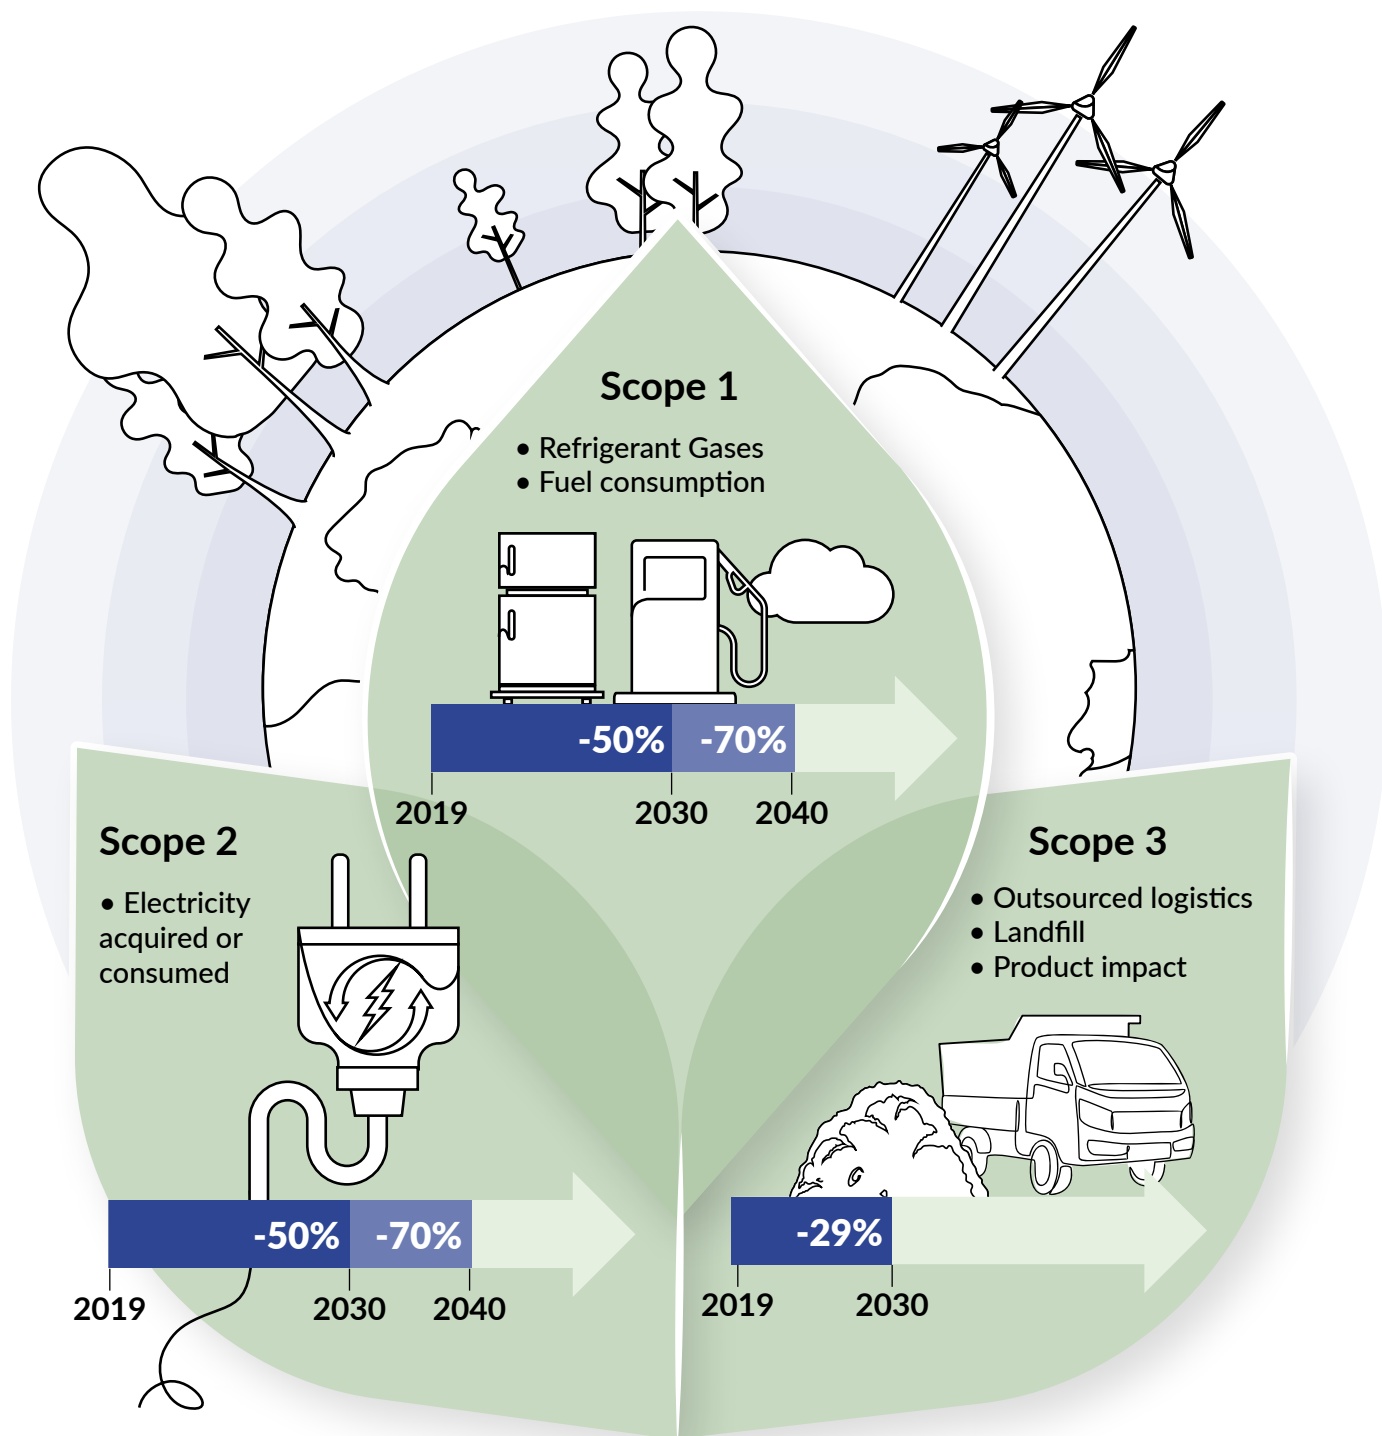 Scope 1
• Refrigerant Gases
• Fuel consumption
-50% -70%
2019 2030 2040
Scope 2
• Electricity
acquired or
consumed
-50% -70%
2019 2030 2040
Scope 3
• Outsourced logistics
• Landfill
• Product impact
-29%
2019 2030